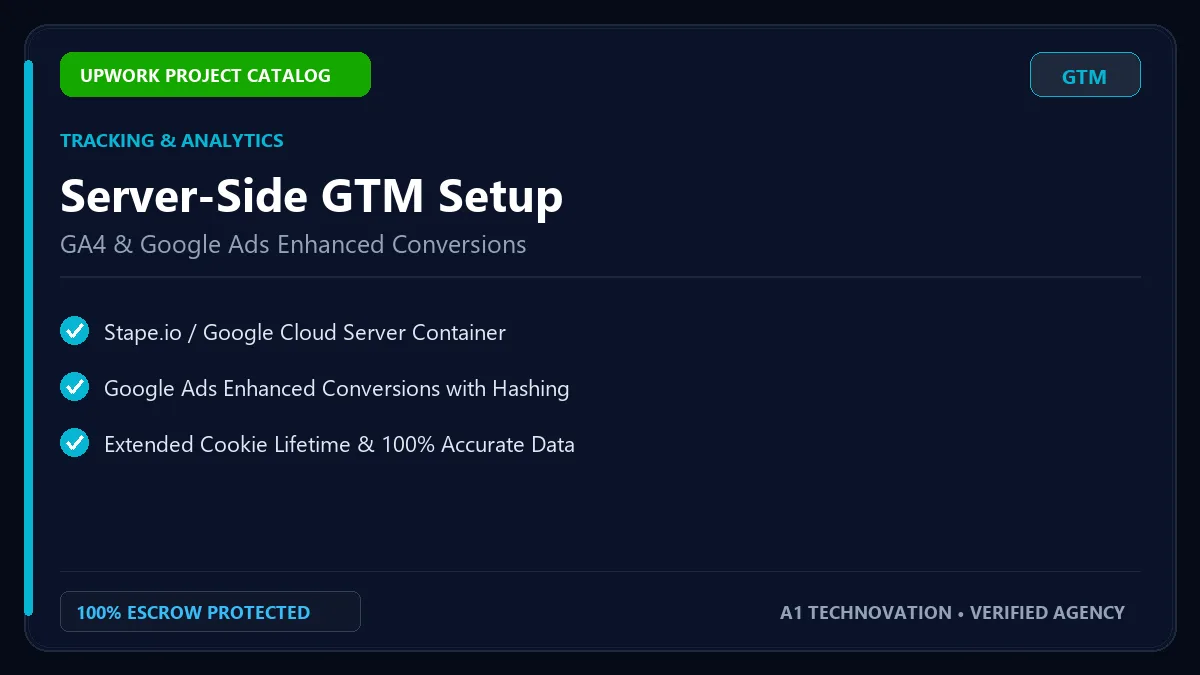 UPWORK PROJECT CATALOG
GTM
TRACKING & ANALYTICS
Server-Side GTM Setup
GA4 & Google Ads Enhanced Conversions
Stape.io / Google Cloud Server Container
Google Ads Enhanced Conversions with Hashing
Extended Cookie Lifetime & 100% Accurate Data
100% ESCROW PROTECTED
A1 TECHNOVATION • VERIFIED AGENCY